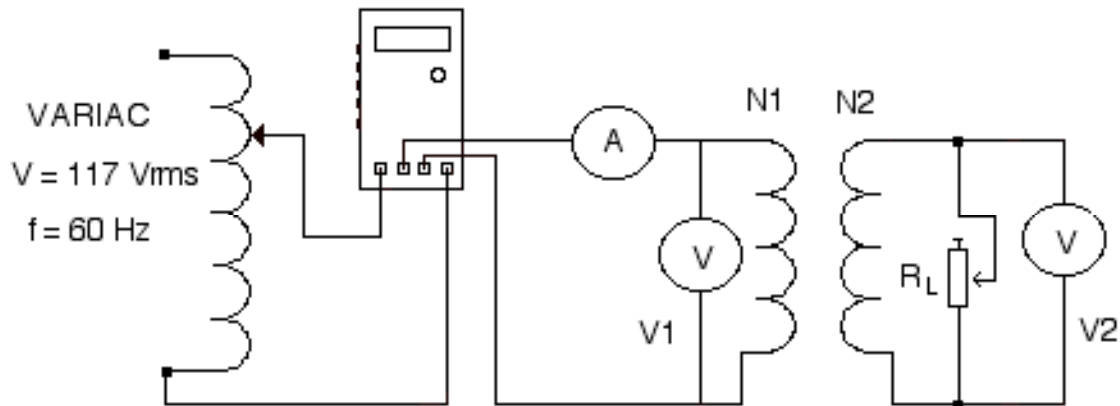 VARIAC
V = 117 Vrms
f = 60 Hz
A
V
V1
N1
N2
RL
V
V2